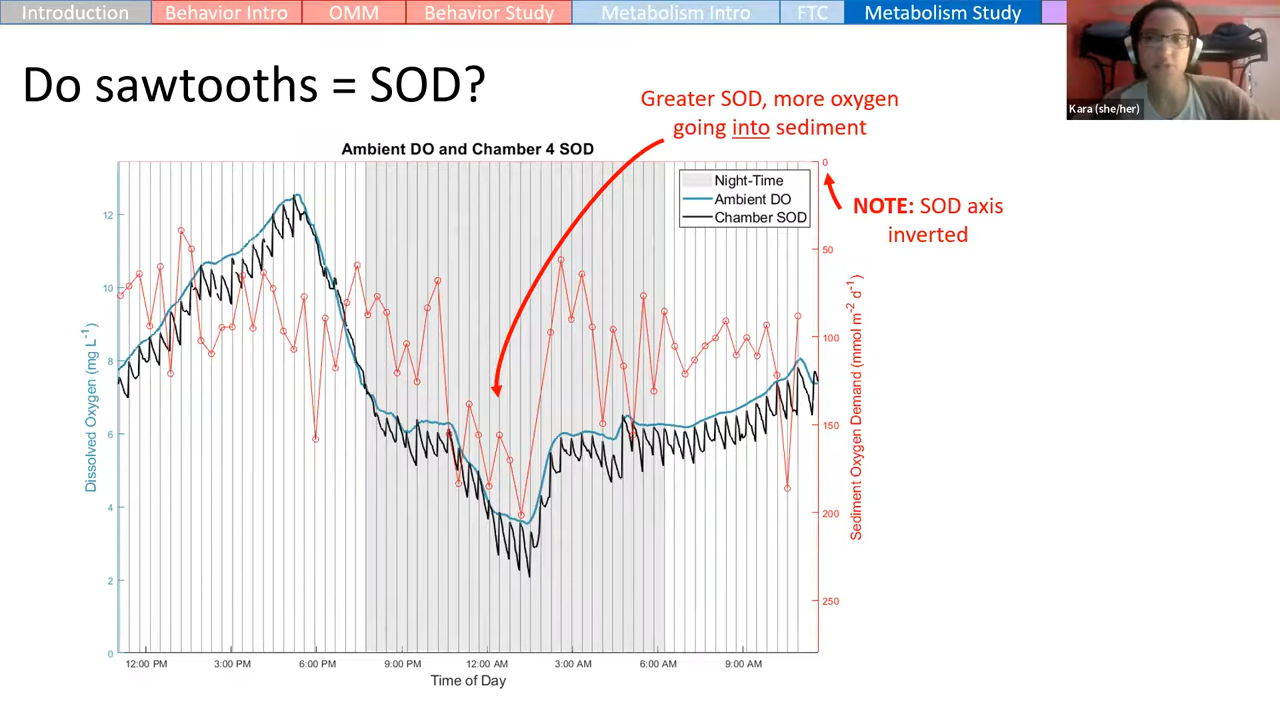 Introduction
Behavior Intro
OMM
Behavior Study
Metabolism Intro
FTC
Metabolism Study
Kara (she/her)
Do sawtooths = SOD?
Greater SOD, more oxygen
going into sediment
NOTE: SOD axis
inverted
Ambient DO and Chamber 4 SOD
Night-Time
Ambient DO
Chamber SOD
Dissolved Oxygen (mg L⁻¹)
12
10
8
6
4
2
0
Sediment Oxygen Demand (mmol m⁻² d⁻¹)
0
50
100
150
200
250
12:00 PM
3:00 PM
6:00 PM
9:00 PM
12:00 AM
3:00 AM
6:00 AM
9:00 AM
Time of Day